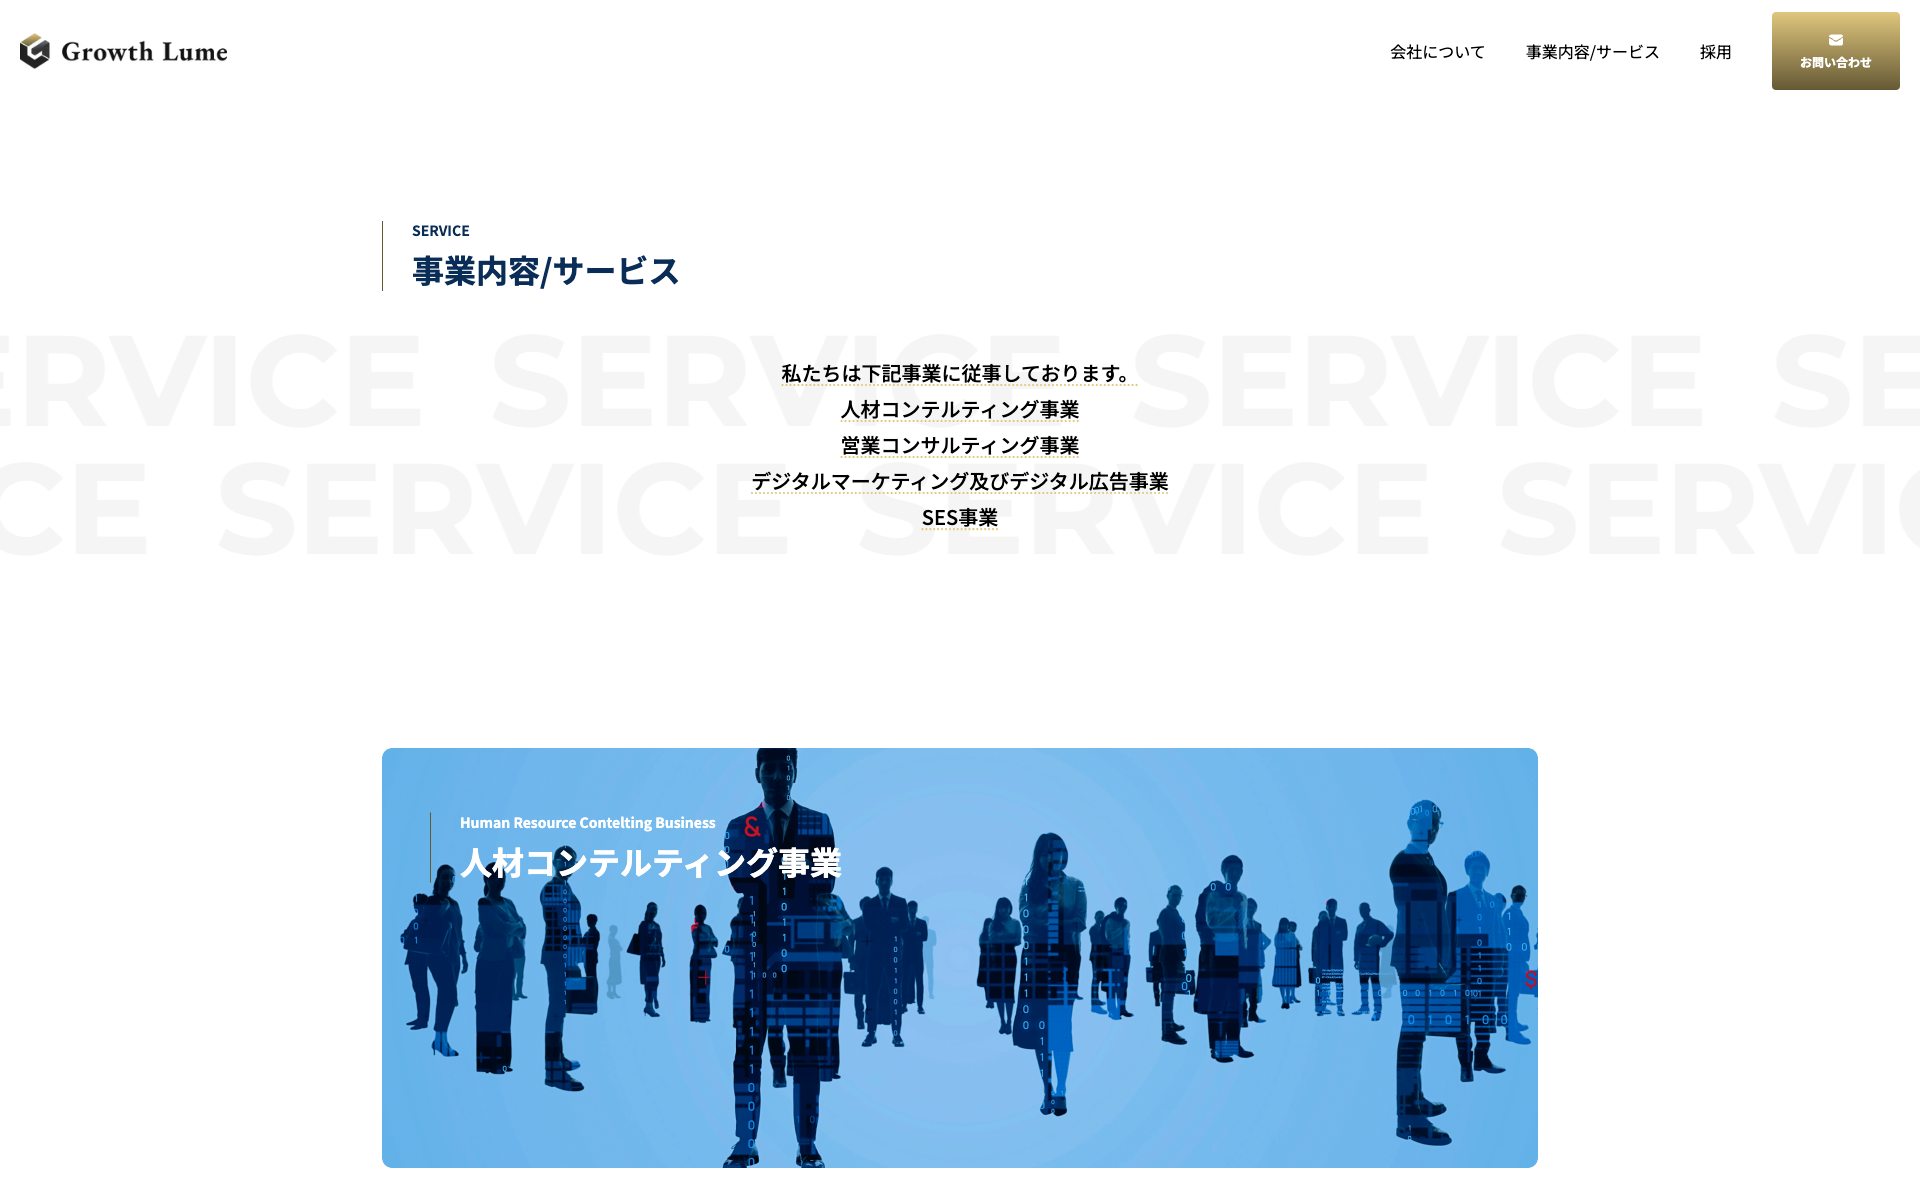 Growth Lume
会社について
事業内容/サービス
採用
お問い合わせ
SERVICE
事業内容/サービス
SERVICE SERVICE SERVICE SE
私たちは下記事業に従事しております。
人材コンテルティング事業
営業コンサルティング事業
デジタルマーケティング及びデジタル広告事業
SES事業
CE SERVICE SERVICE SERVIC
Human Resource Contelting Business
人材コンテルティング事業